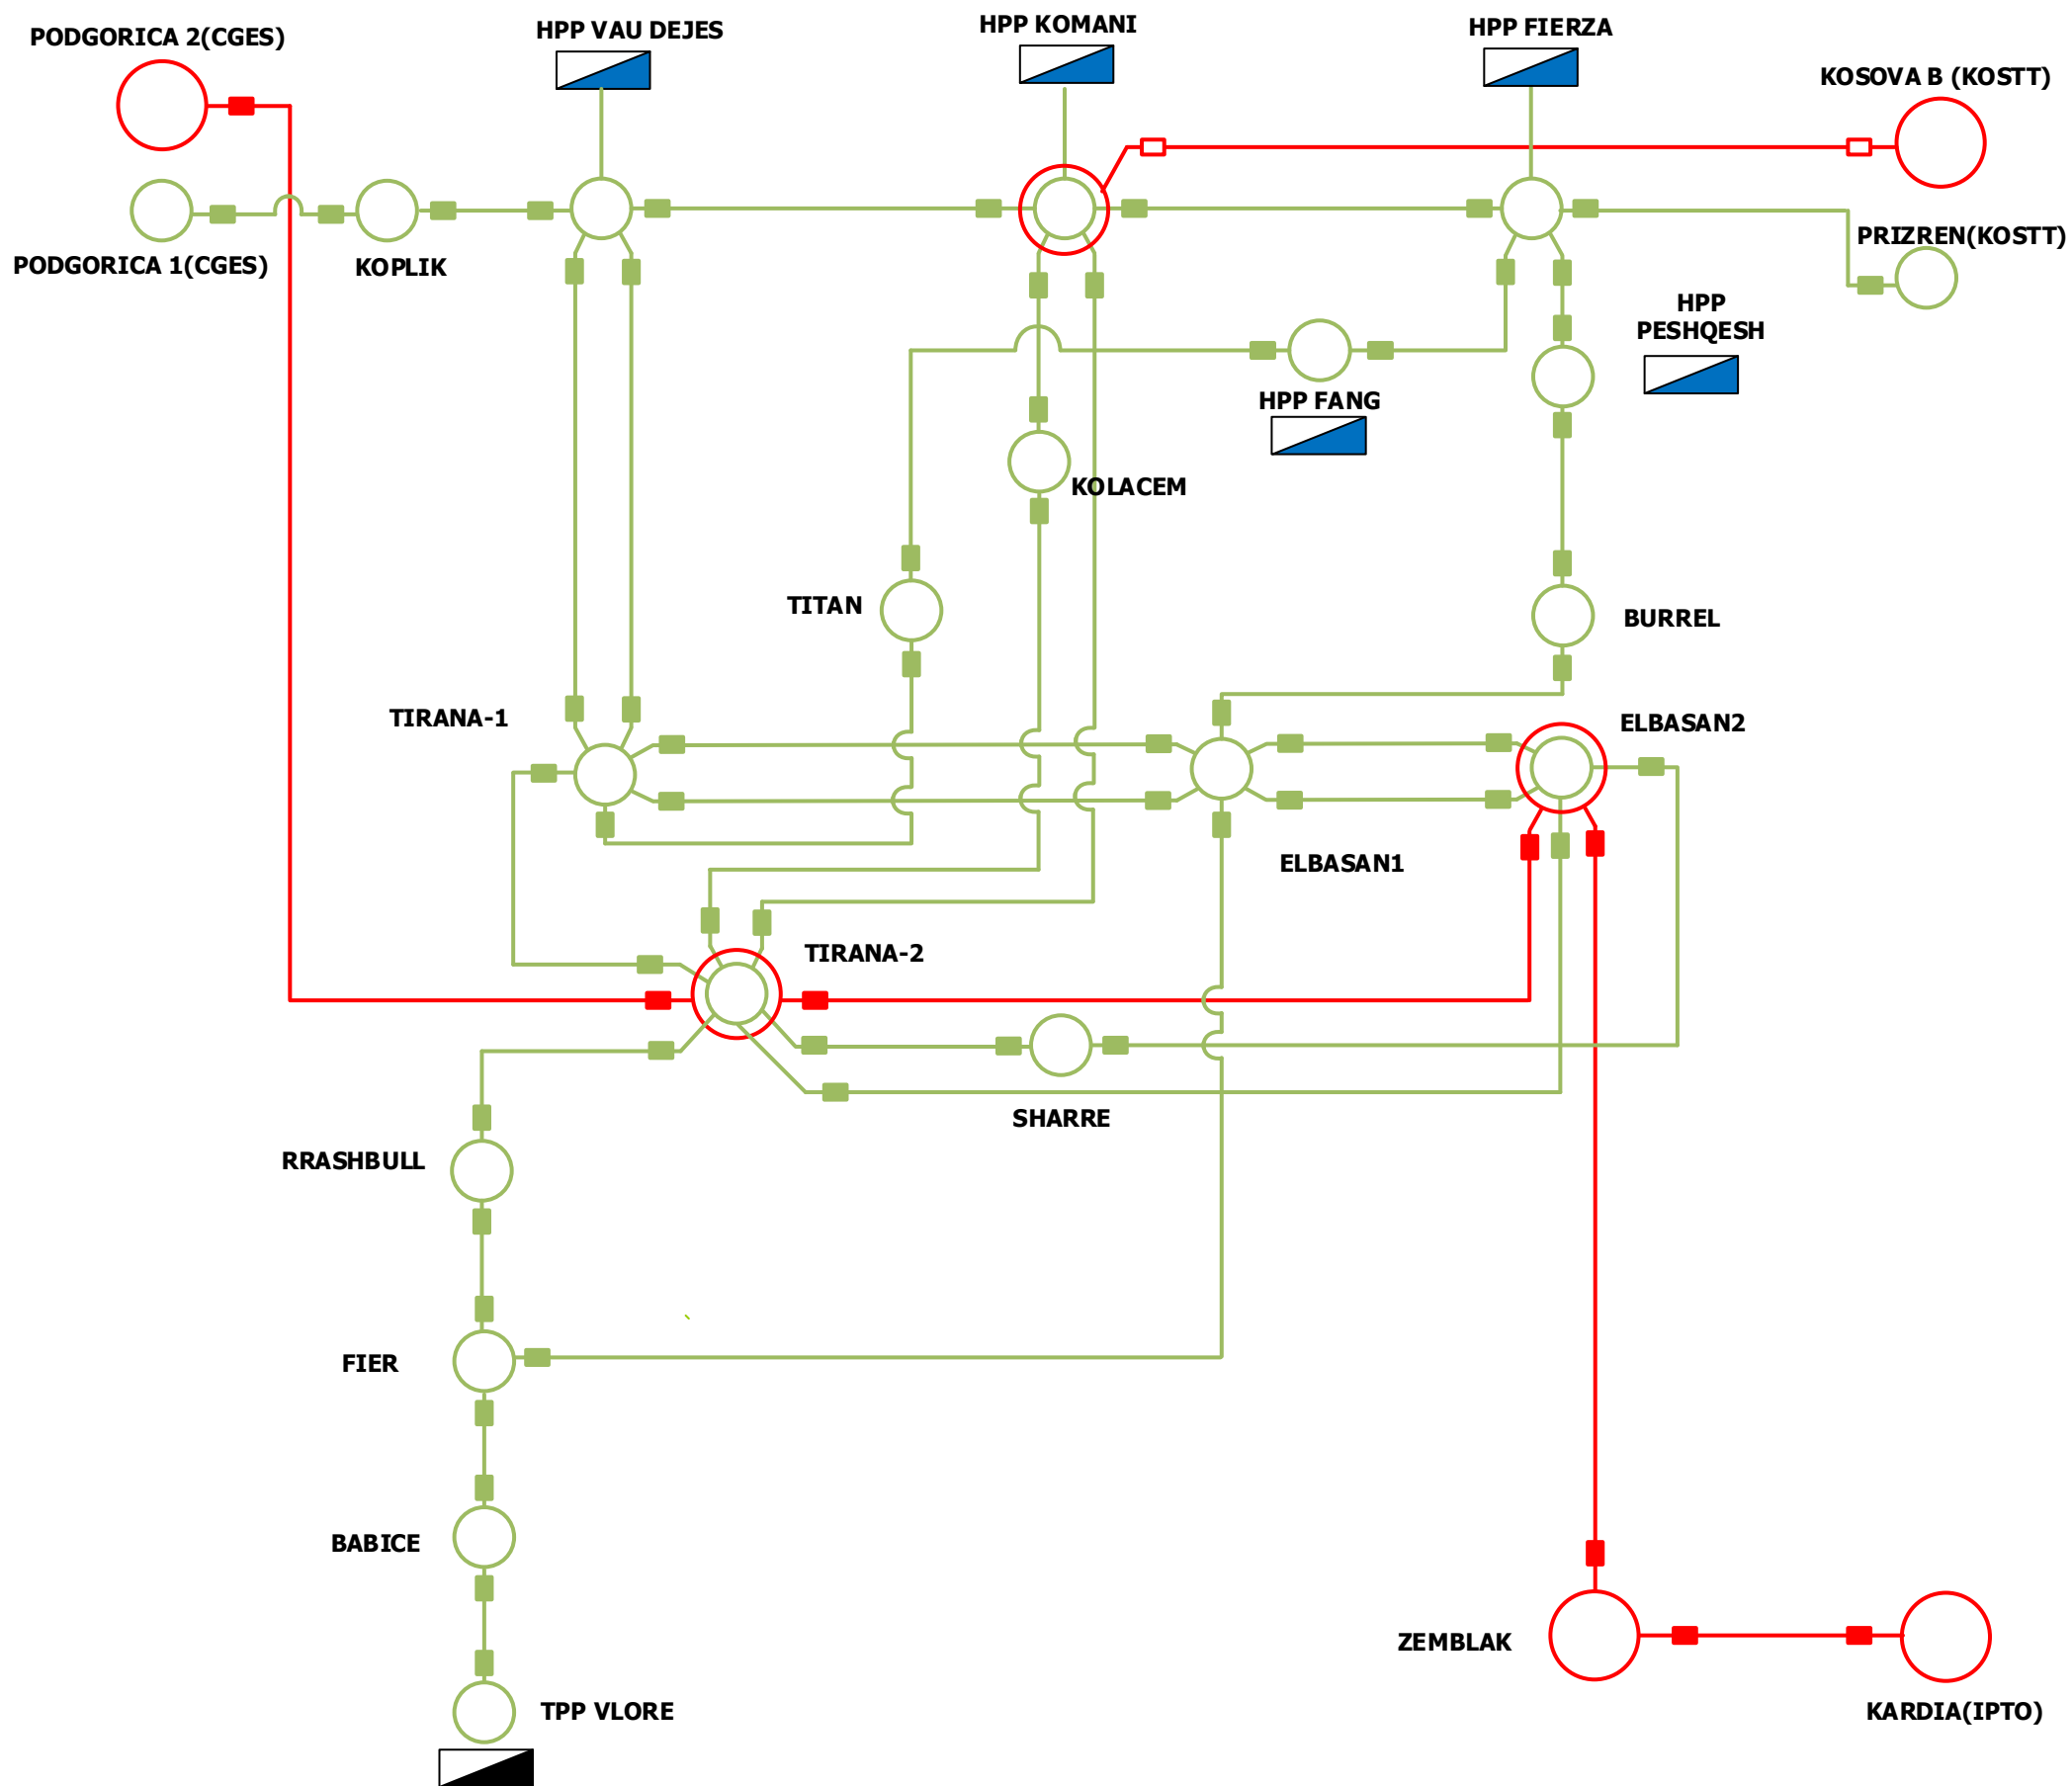 HPP VAU DEJES
HPP KOMANI
HPP FIERZA
PODGORICA 2(CGES)
KOSOVA B (KOSTT)
PODGORICA 1(CGES)
KOPLIK
PRIZREN(KOSTT)
HPP
PESHQESH
HPP FANG
KOLACEM
TITAN
BURREL
TIRANA-1
ELBASAN2
ELBASAN1
TIRANA-2
SHARRE
RRASHBULL
FIER
BABICE
ZEMBLAK
TPP VLORE
KARDIA(IPTO)